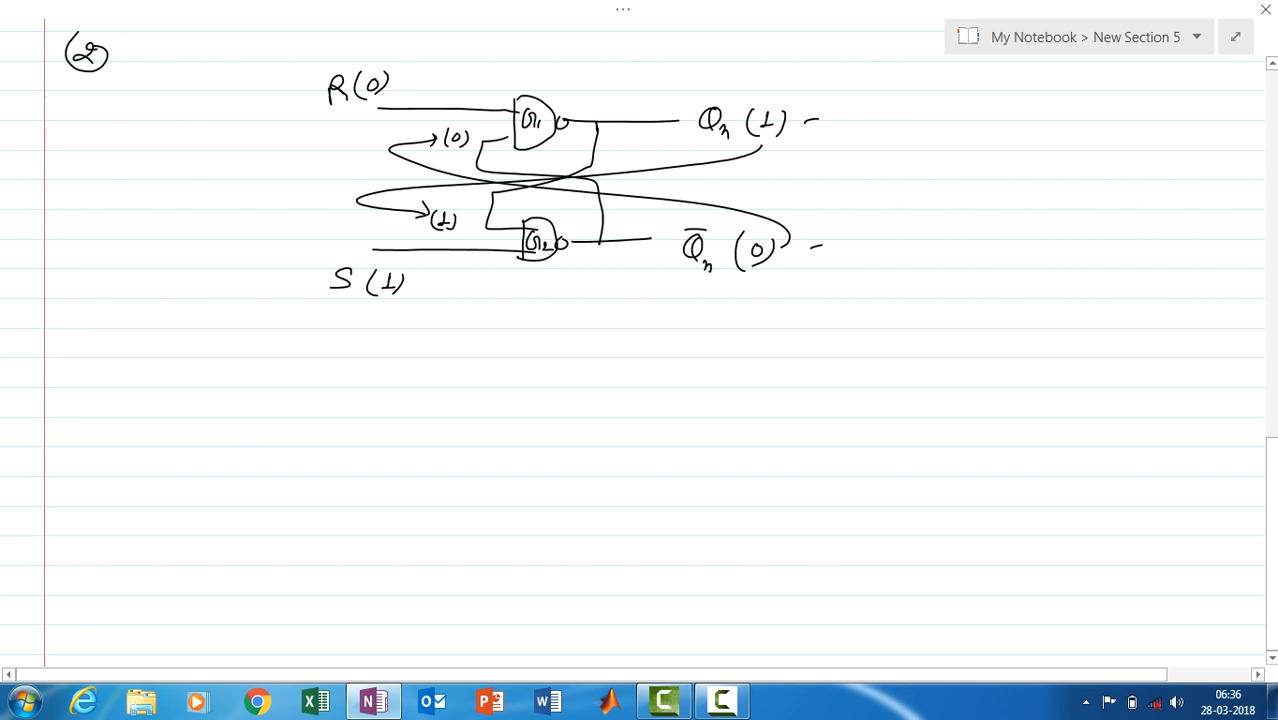 ...
My Notebook > New Section 5
(2)
R (0)
G1
Qn (1) -
(0)
(1)
G2
Q̅n (0) -
S (1)
06:36
28-03-2018